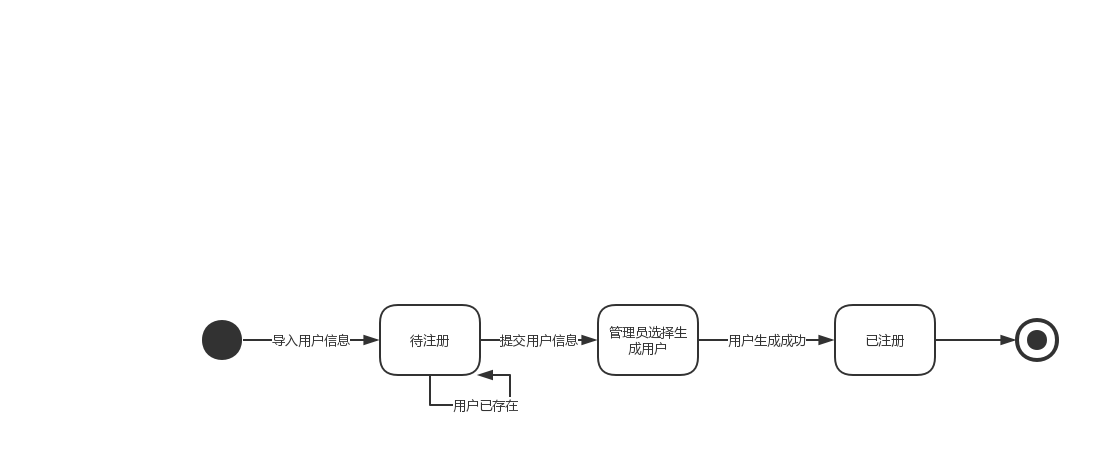 导入用户信息
待注册
提交用户信息
管理员选择生
成用户
用户生成成功
已注册
用户已存在